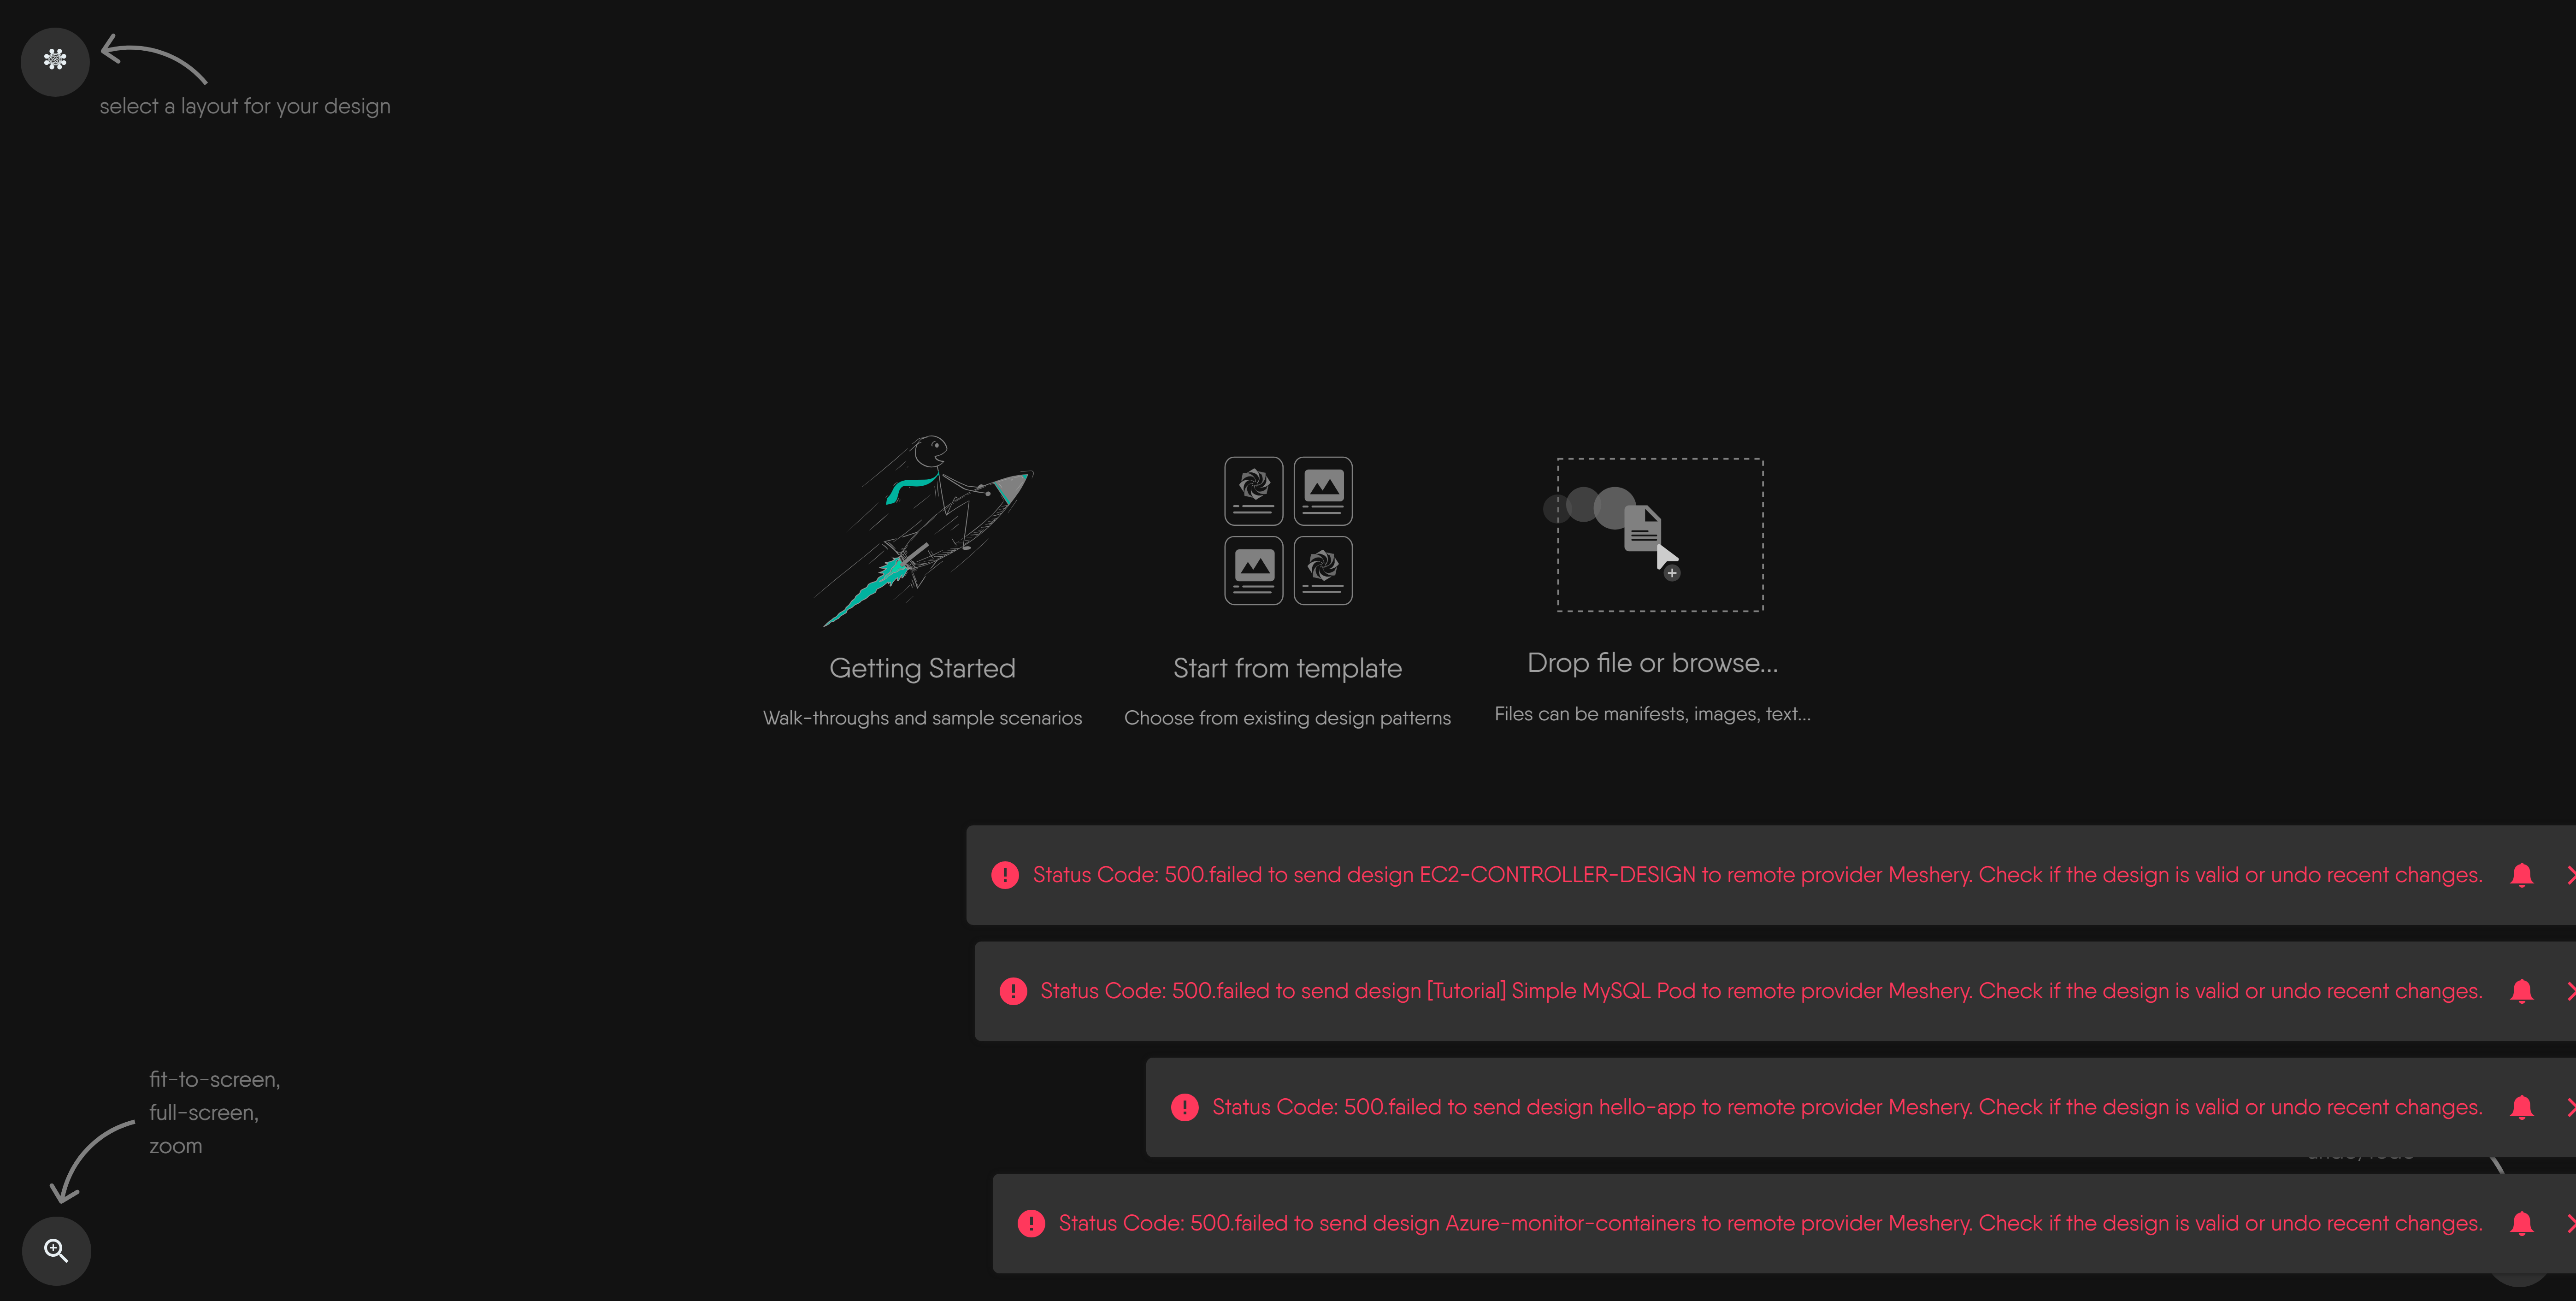 select a layout for your design
Getting Started
Start from template
Drop file or browse...
Walk-throughs and sample scenarios
Choose from existing design patterns
Files can be manifests, images, text...
Status Code: 500.failed to send design EC2-CONTROLLER-DESIGN to remote provider Meshery. Check if the design is valid or undo recent changes.
Status Code: 500.failed to send design [Tutorial] Simple MySQL Pod to remote provider Meshery. Check if the design is valid or undo recent changes.
fit-to-screen,
full-screen,
zoom
Status Code: 500.failed to send design hello-app to remote provider Meshery. Check if the design is valid or undo recent changes.
Status Code: 500.failed to send design Azure-monitor-containers to remote provider Meshery. Check if the design is valid or undo recent changes.